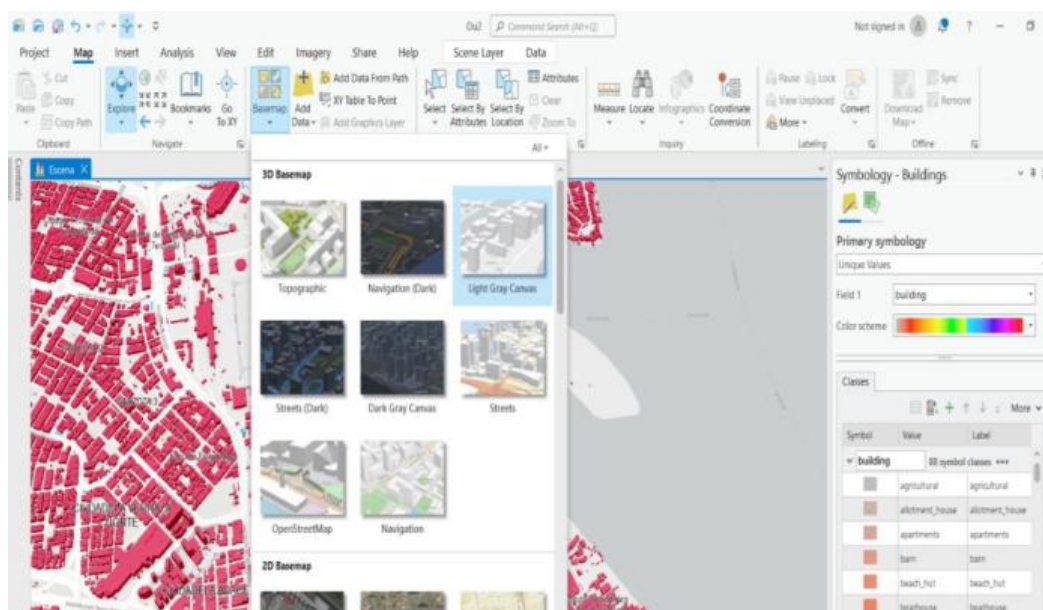 Oa2
Command Search (Alt+Q)
Not signed in
?
Project Map Insert Analysis View Edit Imagery Share Help Scene Layer Data
Paste
Cut
Copy
Copy Path
Clipboard
Explore
Bookmarks
Go To XY
Navigate
Basemap
Add Data
Add Data From Path
XY Table To Point
Add Graphics Layer
Select
Select By Attributes
Select By Location
Attributes
Clear
Zoom To
Measure
Locate
Infographics
Coordinate Conversion
Inquiry
Pause
Lock
View Unplaced
More
Convert
Labeling
Download Map
Sync
Remove
Offline
Contents
Escena X
All
3D Basemap
Topographic
Navigation (Dark)
Light Gray Canvas
Streets (Dark)
Dark Gray Canvas
Streets
OpenStreetMap
Navigation
2D Basemap
NORTE
Symbology - Buildings
Primary symbology
Unique Values
Field 1 building
Color scheme
Classes
More
Symbol Value Label
building 88 symbol classes
agricultural agricultural
allotment_house allotment_house
apartments apartments
barn barn
beach_hut beach_hut
boathouse boathouse